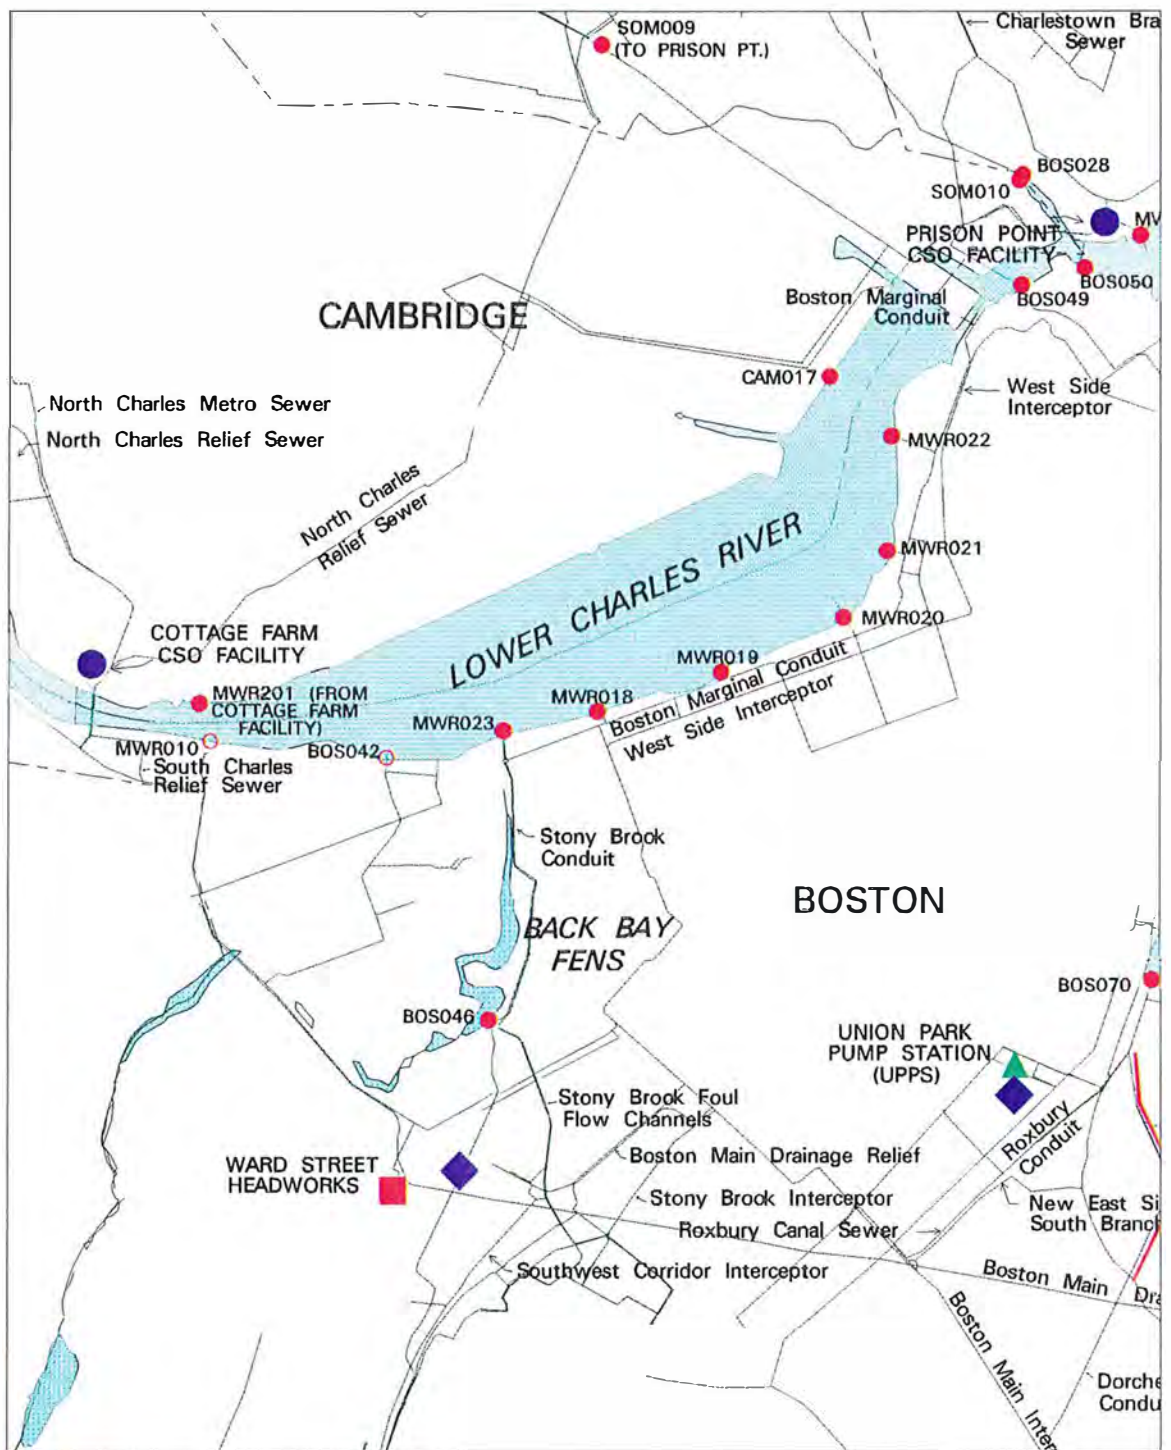 SOM009
(TO PRISON PT.)
Charlestown Bra
Sewer
BOS028
SOM010
MV
PRISON POINT
CSO FACILITY
BOS050
BOS049
Boston Marginal
Conduit
CAMBRIDGE
CAM017
West Side
Interceptor
North Charles Metro Sewer
North Charles Relief Sewer
MWR022
North Charles
Relief Sewer
LOWER CHARLES RIVER
MWR021
MWR020
COTTAGE FARM
CSO FACILITY
MWR019
Boston Marginal Conduit
West Side Interceptor
MWR201 (FROM
COTTAGE FARM
FACILITY)
MWR018
MWR023
MWR010
BOS042
South Charles
Relief Sewer
Stony Brook
Conduit
BOSTON
BACK BAY
FENS
BOS070
BOS046
UNION PARK
PUMP STATION
(UPPS)
Stony Brook Foul
Flow Channels
Roxbury
Conduit
Boston Main Drainage Relief
WARD STREET
HEADWORKS
Stony Brook Interceptor
New East Si
South Branch
Roxbury Canal Sewer
Southwest Corridor Interceptor
Boston Main Dra
Boston Main Inter
Dorche
Condu